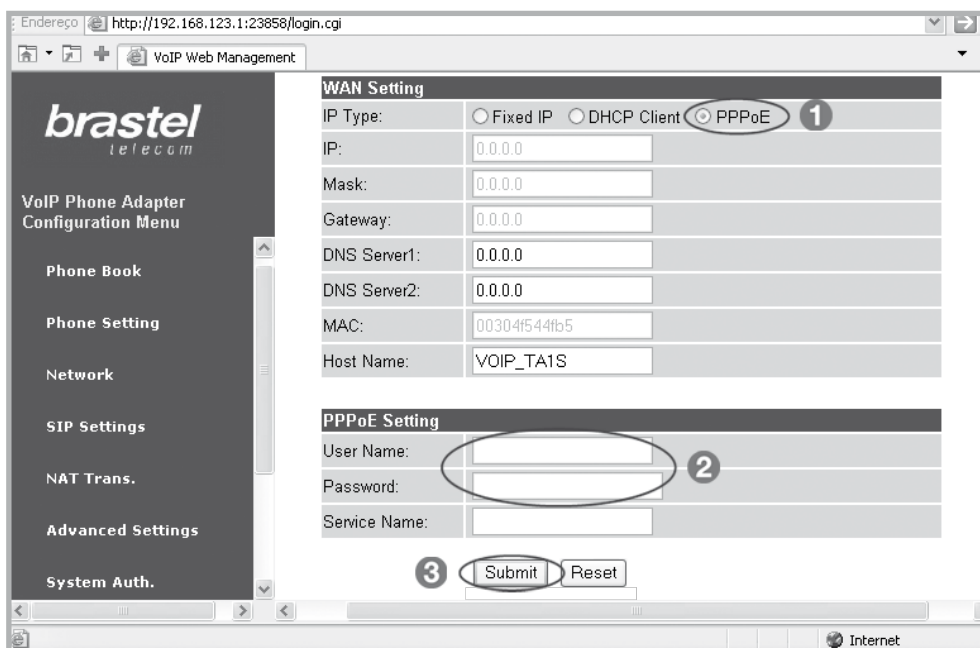 Endereço http://192.168.123.1:23858/login.cgi
VoIP Web Management
brastel
telecom
VoIP Phone Adapter
Configuration Menu
Phone Book
Phone Setting
Network
SIP Settings
NAT Trans.
Advanced Settings
System Auth.
WAN Setting
IP Type: Fixed IP DHCP Client PPPoE 1
IP: 0.0.0.0
Mask: 0.0.0.0
Gateway: 0.0.0.0
DNS Server1: 0.0.0.0
DNS Server2: 0.0.0.0
MAC: 00304f544fb5
Host Name: VOIP_TA1S
PPPoE Setting
User Name:
2
Password:
Service Name:
3 Submit Reset
Internet